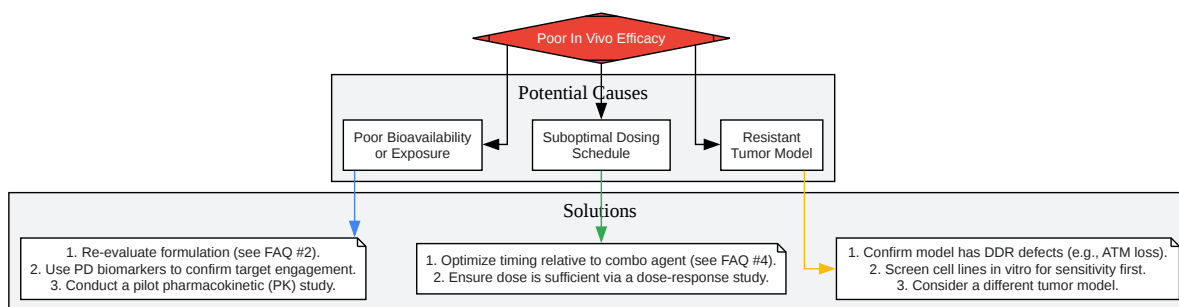 Poor In Vivo Efficacy
Potential Causes
Poor Bioavailability
or Exposure
Suboptimal Dosing
Schedule
Resistant
Tumor Model
Solutions
1. Re-evaluate formulation (see FAQ #2).
2. Use PD biomarkers to confirm target engagement.
3. Conduct a pilot pharmacokinetic (PK) study.
1. Optimize timing relative to combo agent (see FAQ #4).
2. Ensure dose is sufficient via a dose-response study.
1. Confirm model has DDR defects (e.g., ATM loss).
2. Screen cell lines in vitro for sensitivity first.
3. Consider a different tumor model.